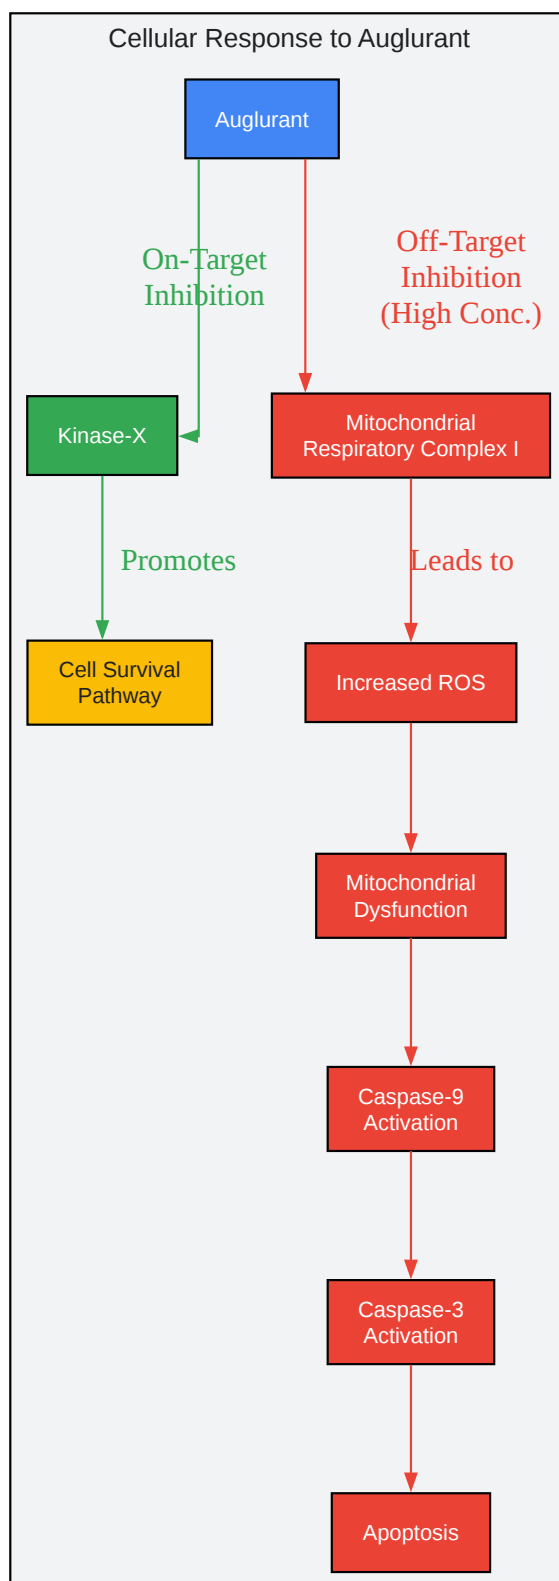 Cellular Response to Auglurant
Auglurant
On-Target
Inhibition
Off-Target
Inhibition
(High Conc.)
Kinase-X
Mitochondrial
Respiratory Complex I
Promotes
Leads to
Cell Survival
Pathway
Increased ROS
Mitochondrial
Dysfunction
Caspase-9
Activation
Caspase-3
Activation
Apoptosis